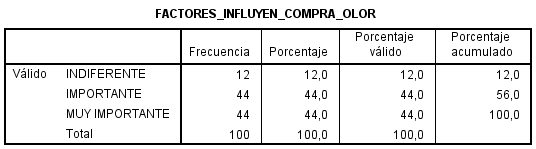 FACTORES_INFLUYEN_COMPRA_OLOR
Frecuencia Porcentaje Porcentaje válido Porcentaje acumulado
Válido INDIFERENTE 12 12,0 12,0 12,0
IMPORTANTE 44 44,0 44,0 56,0
MUY IMPORTANTE 44 44,0 44,0 100,0
Total 100 100,0 100,0